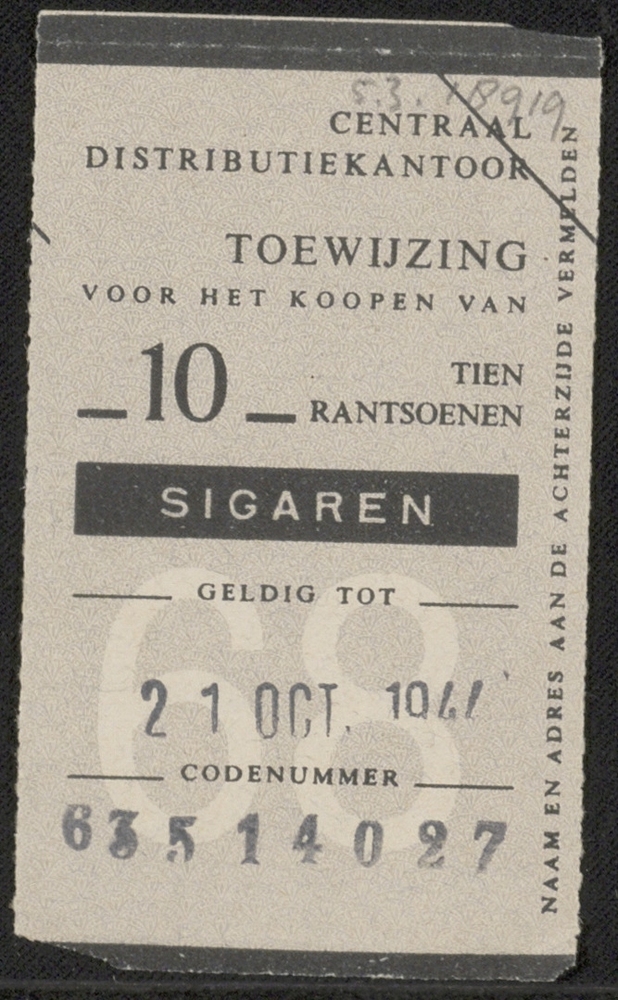 5.3. 18919
CENTRAAL
DISTRIBUTIEKANTOOR
TOEWIJZING
VOOR HET KOOPEN VAN
10 TIEN
RANTSOENEN
SIGAREN
GELDIG TOT
68
21 OCT. 1944
CODENUMMER
63514027
NAAM EN ADRES AAN DE ACHTERZIJDE VERMELDEN